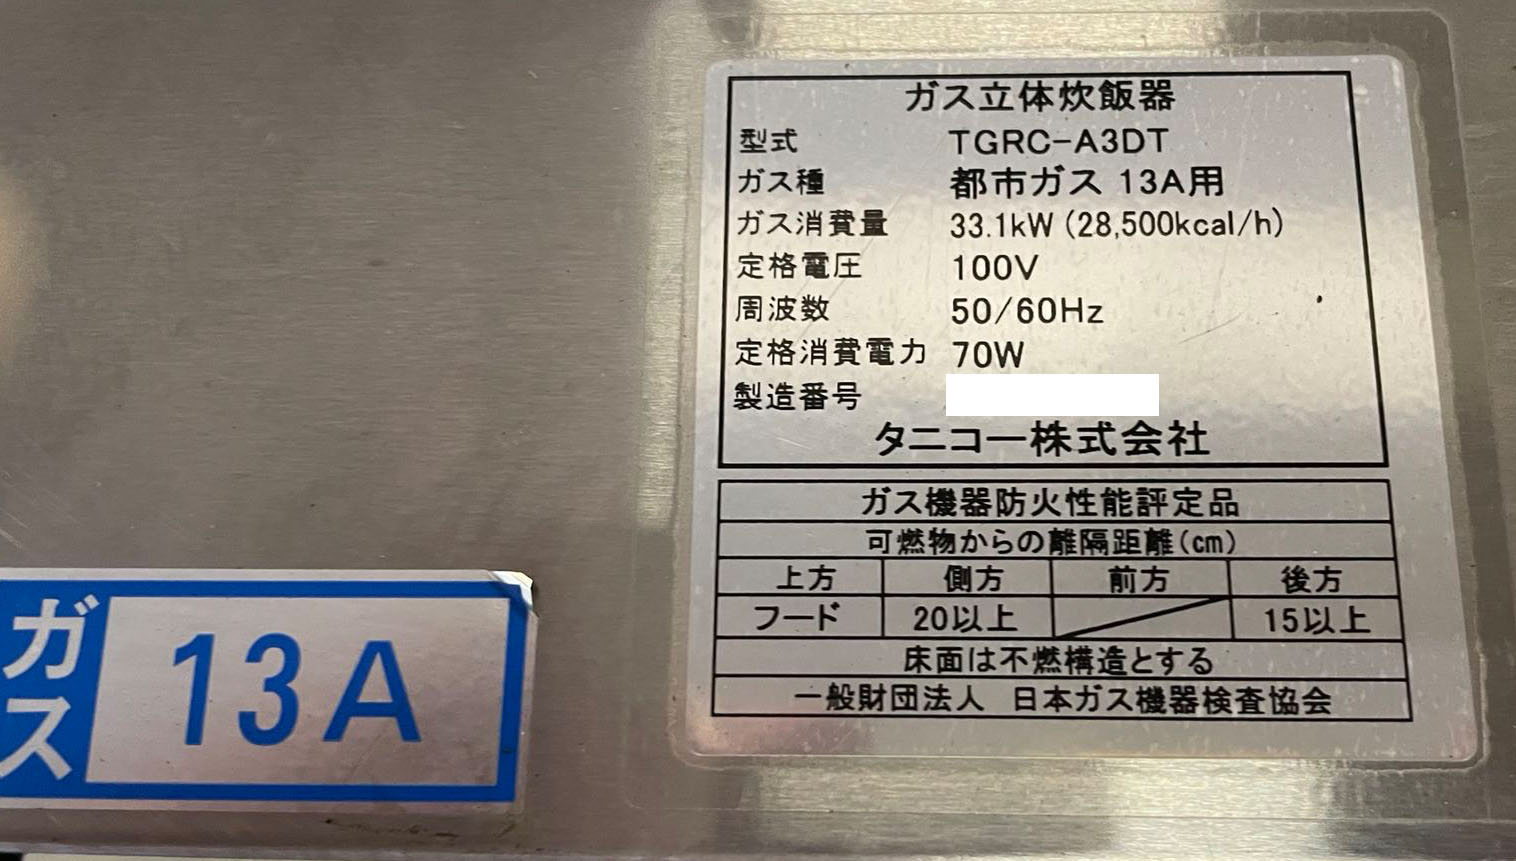 ガス立体炊飯器
型式 TGRC-A3DT
ガス種 都市ガス 13A用
ガス消費量 33.1kW (28,500kcal/h)
定格電圧 100V
周波数 50/60Hz
定格消費電力 70W
製造番号
タニコー株式会社
ガス機器防火性能評定品
可燃物からの離隔距離(cm)
上方 側方 前方 後方
フード 20以上 15以上
床面は不燃構造とする
一般財団法人 日本ガス機器検査協会
ガス
13A